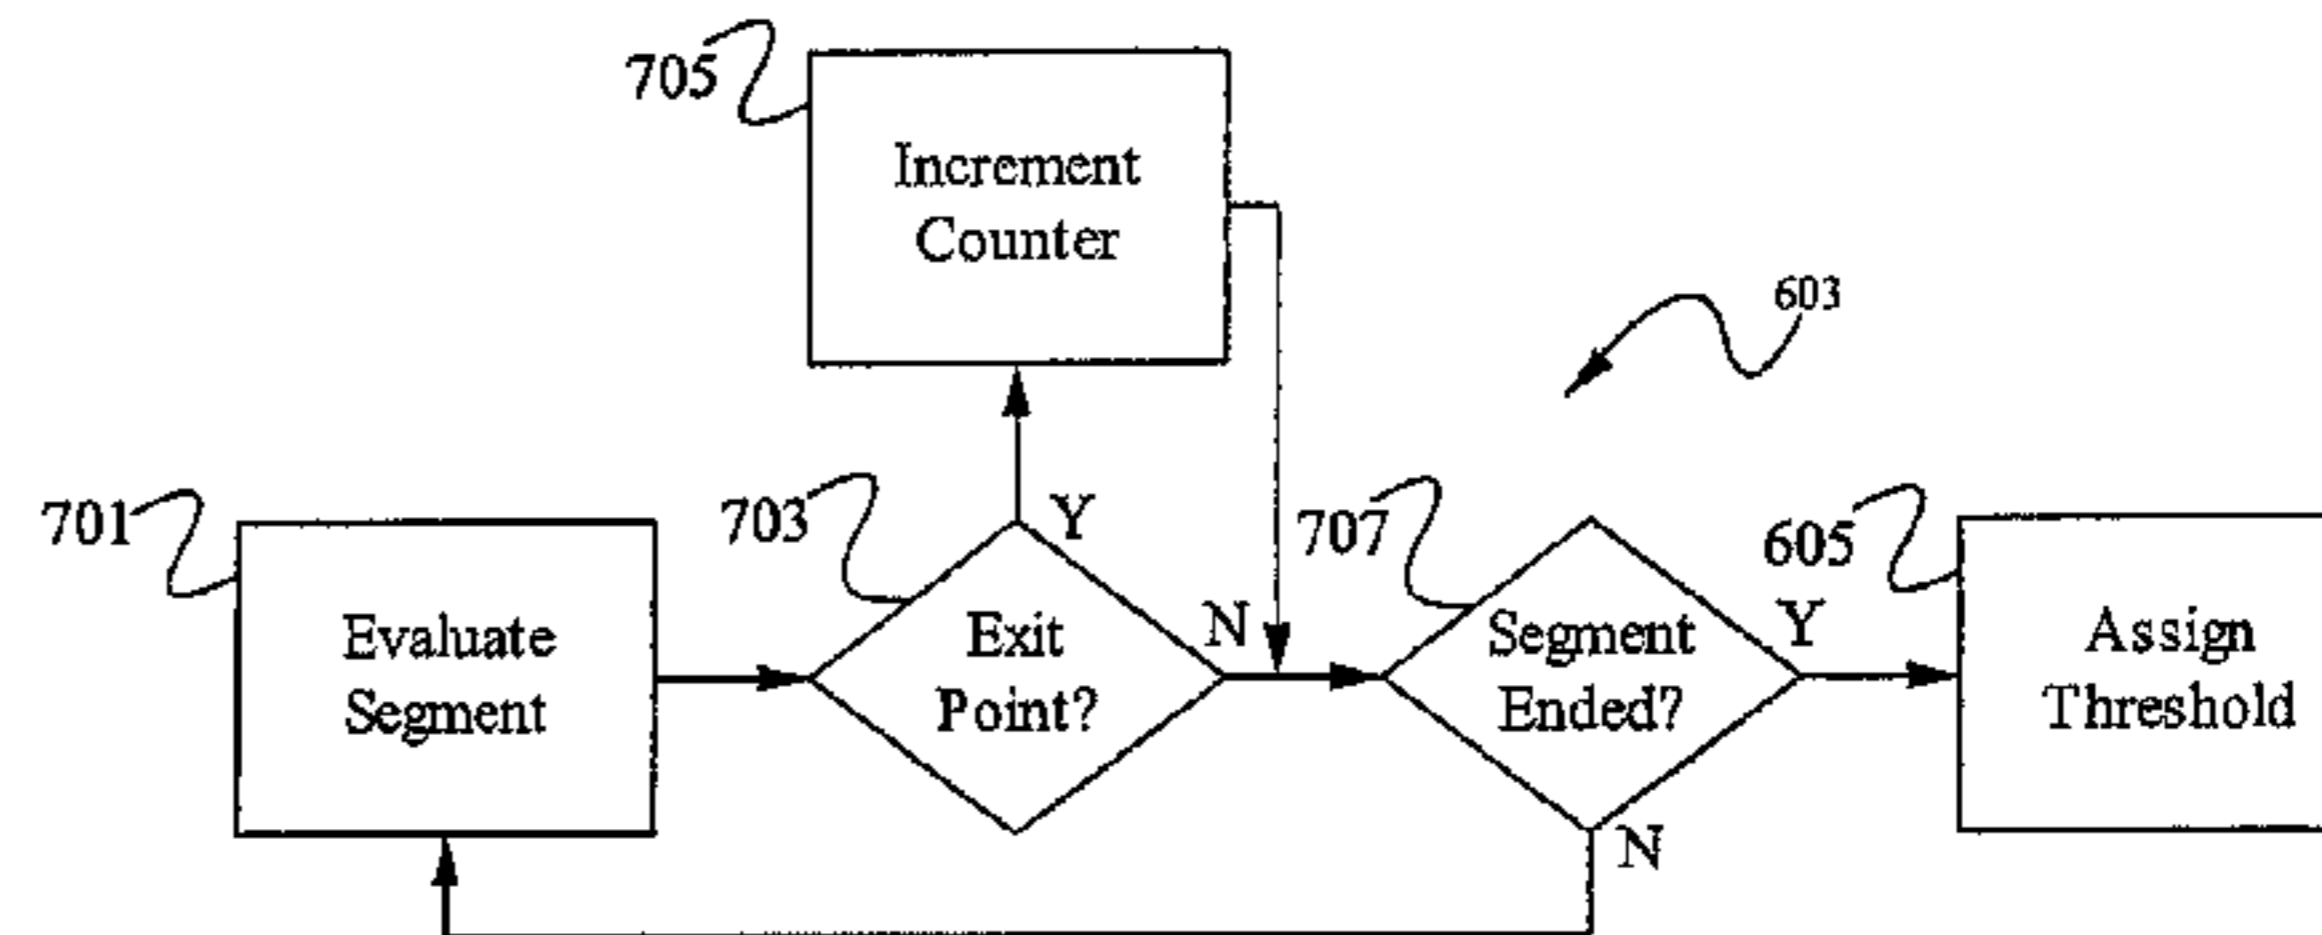 705
Increment
Counter
603
701
703
Y
707
605
Evaluate
Segment
Exit
Point?
N
Segment
Ended?
Y
Assign
Threshold
N